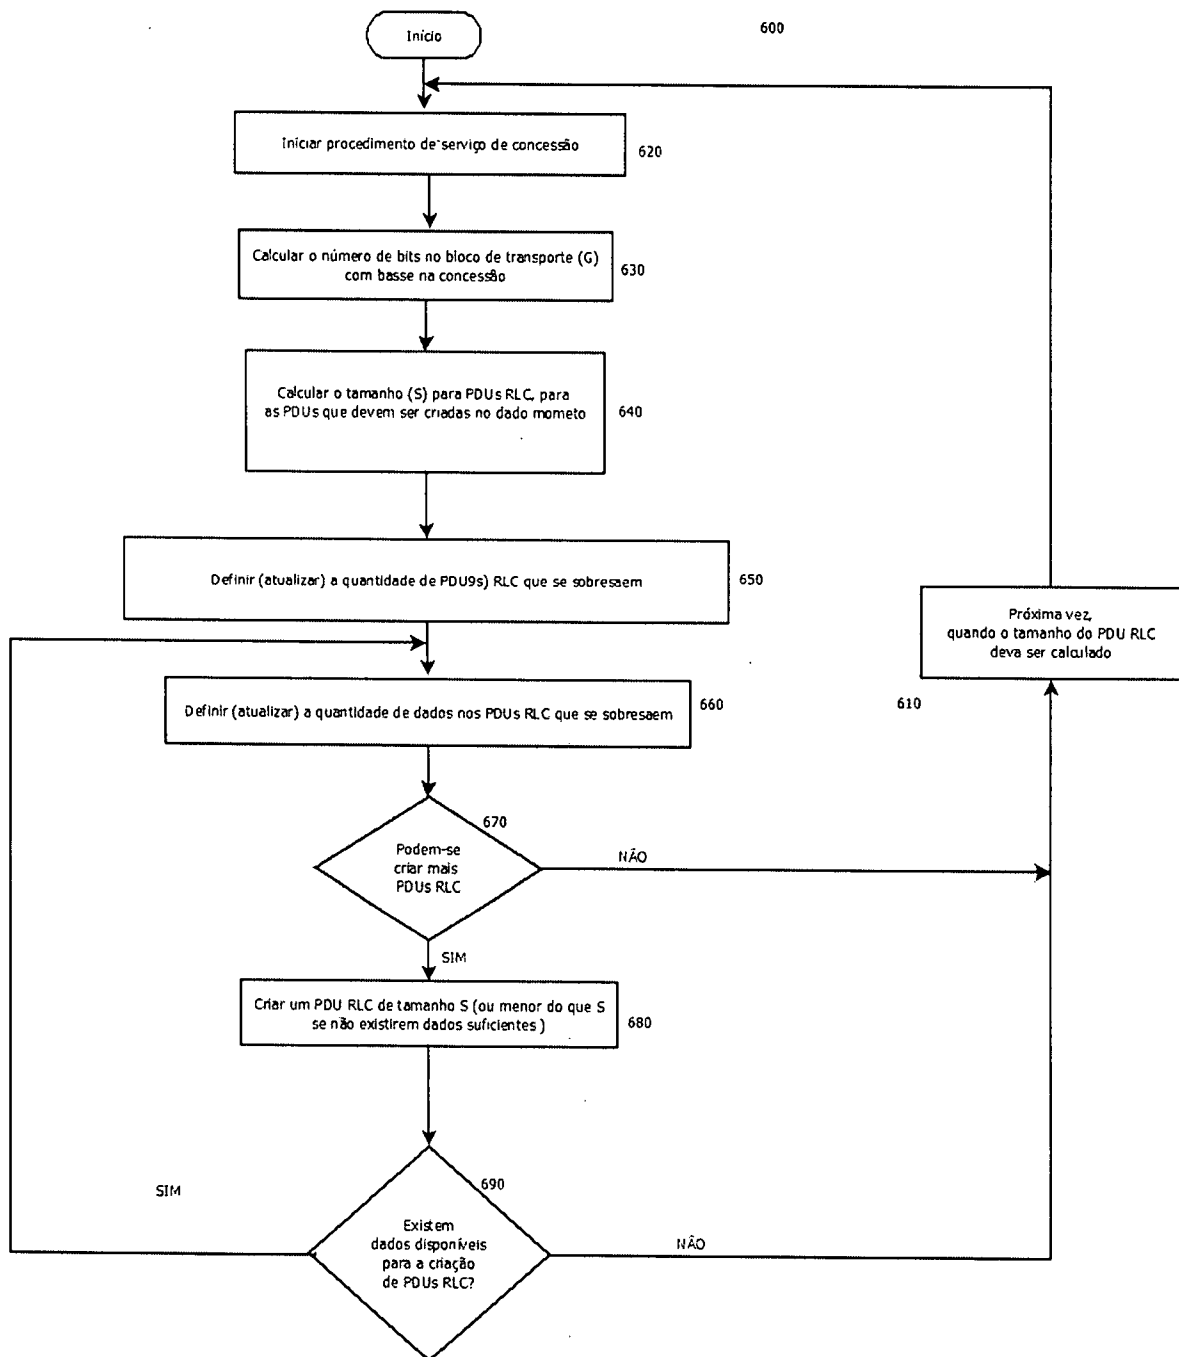 Início
600
Iniciar procedimento de serviço de concessão
620
Calcular o número de bits no bloco de transporte (G)
com basse na concessão
630
Calcular o tamanho (S) para PDUs RLC, para
as PDUs que devem ser criadas no dado mometo
640
Definir (atualizar) a quantidade de PDU9s) RLC que se sobresaem
650
Próxima vez,
quando o tamanho do PDU RLC
deva ser calculado
610
Definir (atualizar) a quantidade de dados nos PDUs RLC que se sobresaem
660
670
Podem-se
criar mais
PDUs RLC
NÃO
SIM
Criar um PDU RLC de tamanho S (ou menor do que S
se não existirem dados suficientes )
680
690
SIM
Existem
dados disponíveis
para a criação
de PDUs RLC?
NÃO